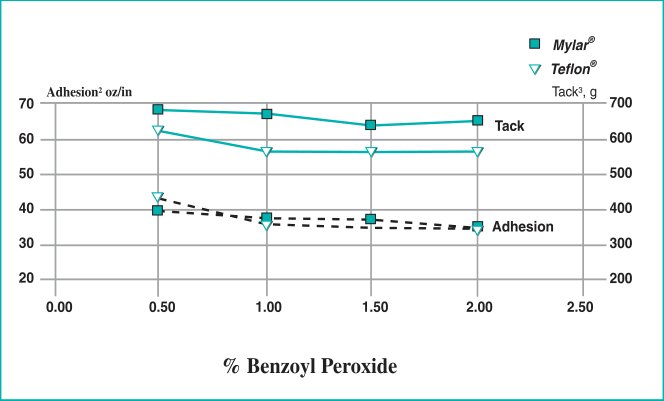 Mylar®
Teflon®
Adhesion² oz/in
Tack³, g
70
700
Tack
60
600
50
500
40
400
Adhesion
30
300
20
200
0.00
0.50
1.00
1.50
2.00
2.50
% Benzoyl Peroxide